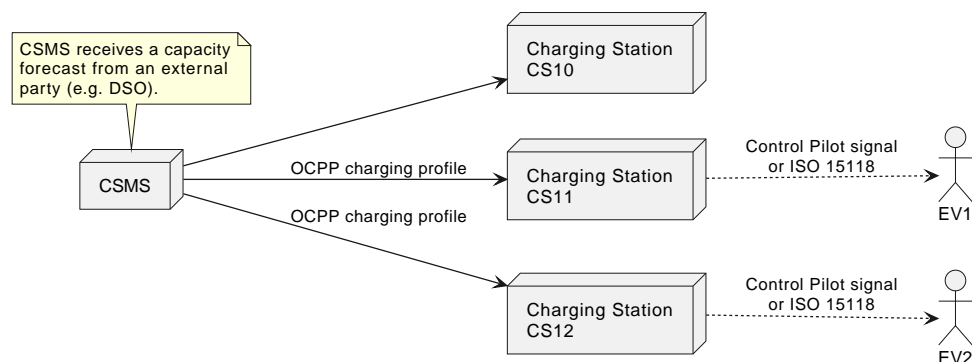 CSMS receives a capacity
forecast from an external
party (e.g. DSO).
CSMS
Charging Station
CS10
OCPP charging profile
Charging Station
CS11
Control Pilot signal
or ISO 15118
EV1
OCPP charging profile
Charging Station
CS12
Control Pilot signal
or ISO 15118
EV2